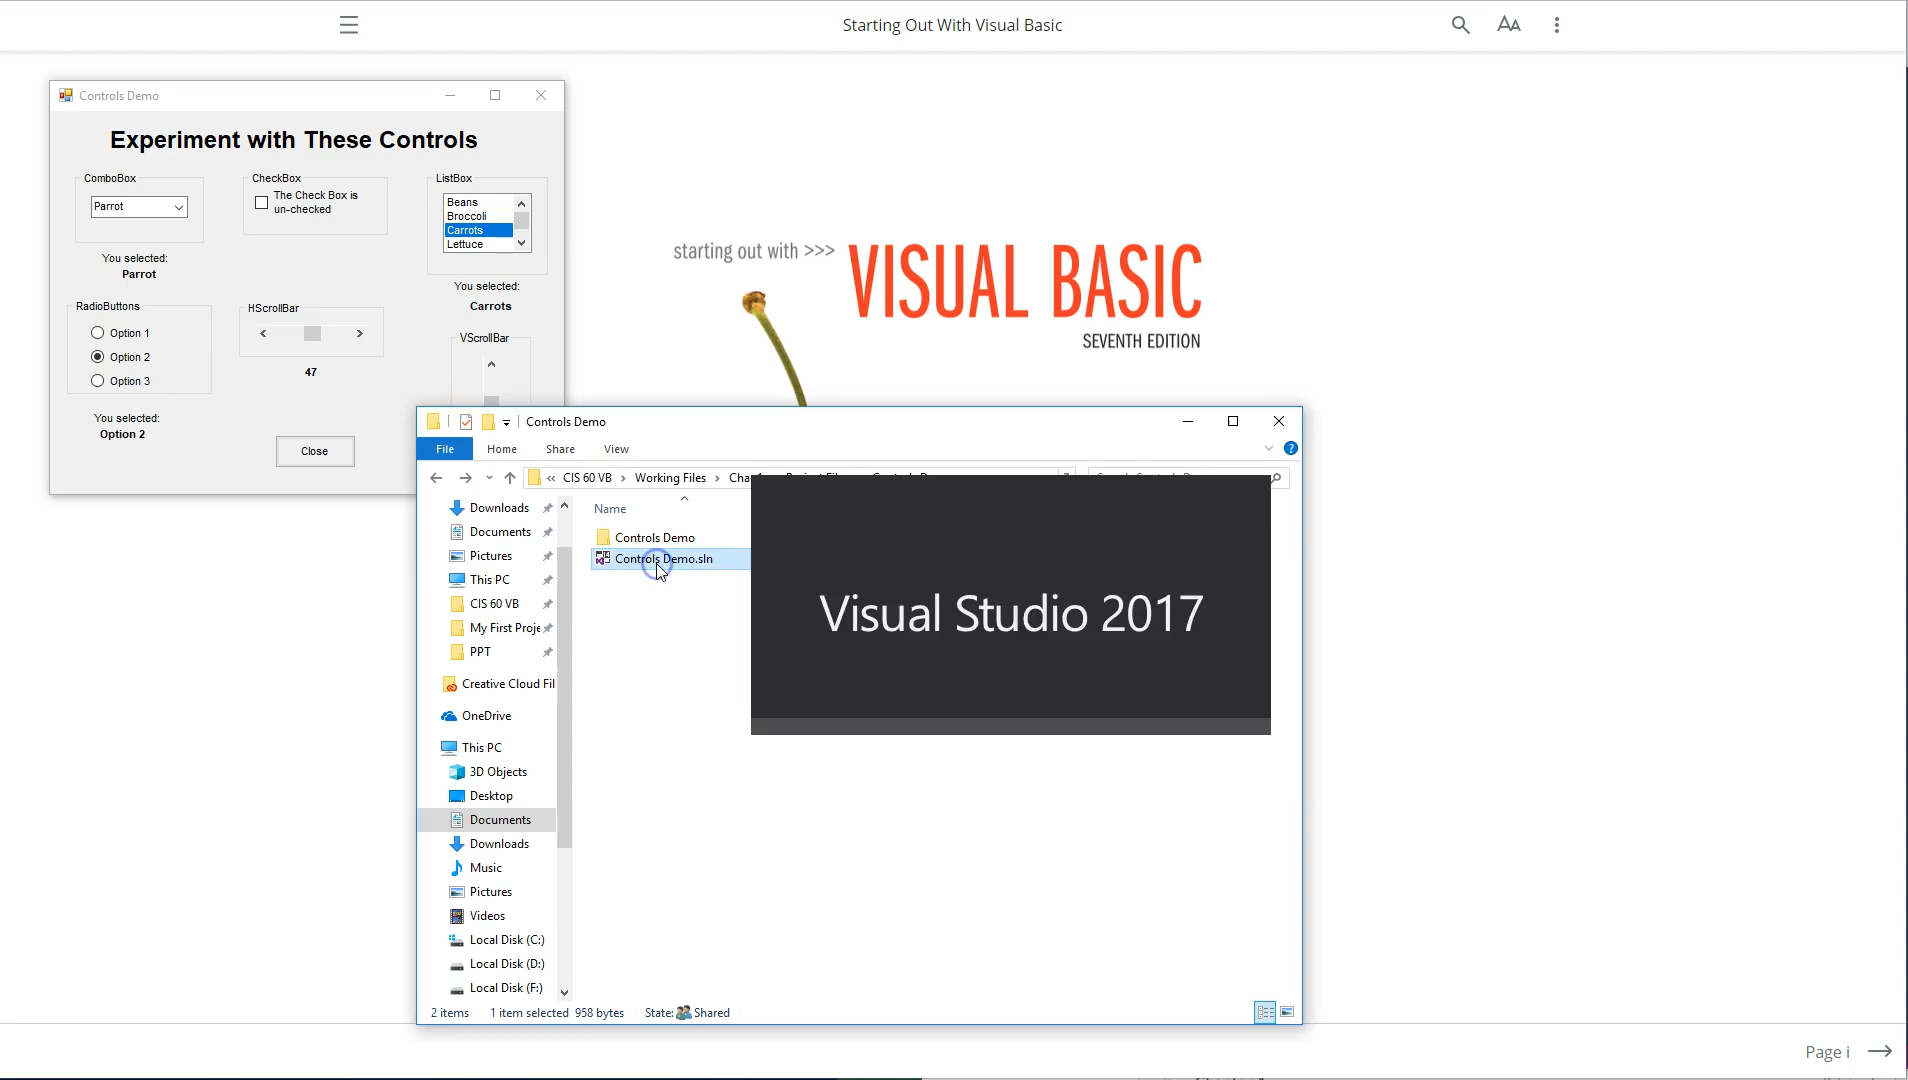 Starting Out With Visual Basic
AA
Controls Demo
Experiment with These Controls
ComboBox
Parrot
You selected:
Parrot
CheckBox
The Check Box is
un-checked
ListBox
Beans
Broccoli
Carrots
Lettuce
You selected:
Carrots
RadioButtons
Option 1
Option 2
Option 3
You selected:
Option 2
HScrollBar
47
VScrollBar
Close
starting out with >>> VISUAL BASIC
SEVENTH EDITION
Controls Demo
File Home Share View
« CIS 60 VB > Working Files >
Name
Controls Demo
Controls Demo.sln
Visual Studio 2017
Downloads
Documents
Pictures
This PC
CIS 60 VB
My First Proje
PPT
Creative Cloud Fil
OneDrive
This PC
3D Objects
Desktop
Documents
Downloads
Music
Pictures
Videos
Local Disk (C:)
Local Disk (D:)
Local Disk (F:)
2 items 1 item selected 958 bytes State: Shared
Page i